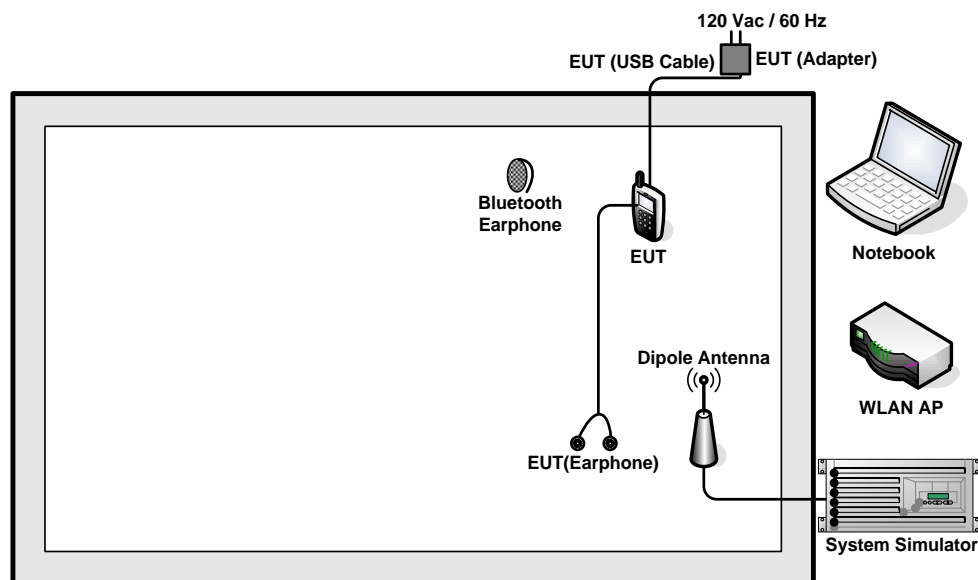 120 Vac / 60 Hz
EUT (USB Cable)
EUT (Adapter)
Bluetooth
Earphone
EUT
Notebook
Dipole Antenna
WLAN AP
EUT(Earphone)
System Simulator